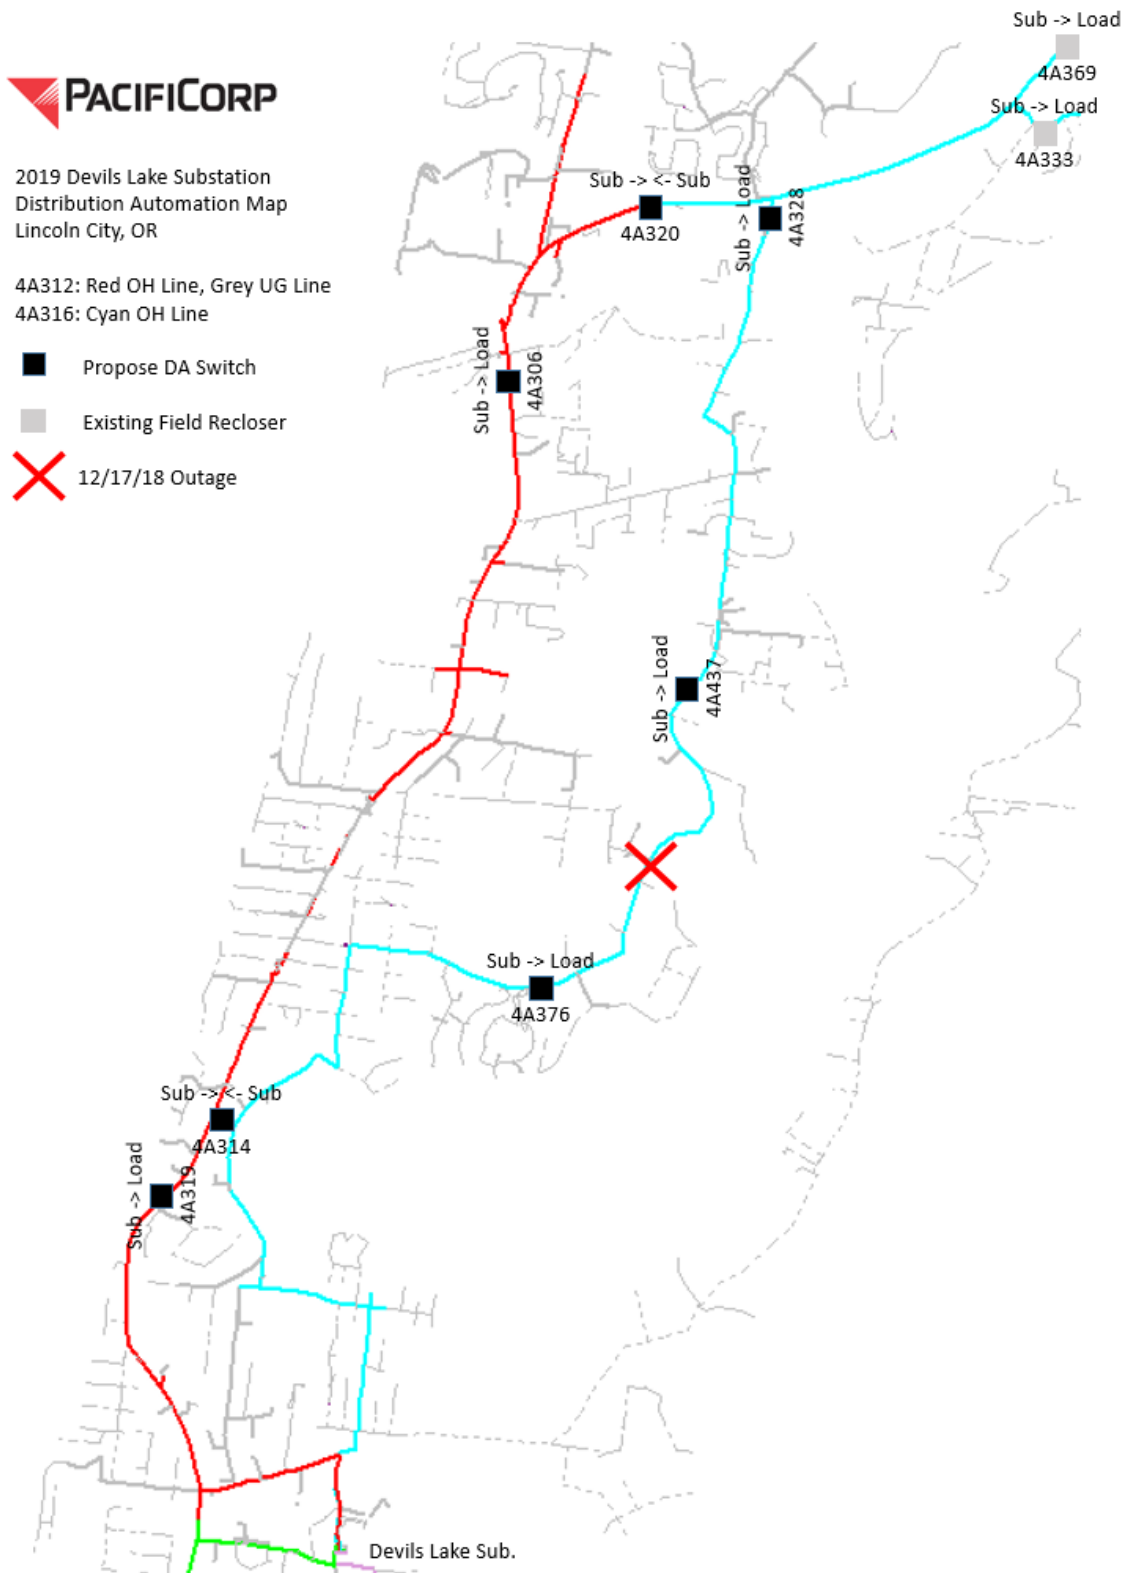 Sub -> Load
4A369
Sub -> Load
4A333
PACIFICORP
2019 Devils Lake Substation
Distribution Automation Map
Lincoln City, OR
4A312: Red OH Line, Grey UG Line
4A316: Cyan OH Line
Propose DA Switch
Existing Field Recloser
12/17/18 Outage
Sub -> <- Sub
4A320
Sub -> Load
4A328
Sub -> Load
4A306
Sub -> Load
4A437
Sub -> Load
4A376
Sub -> <- Sub
4A314
Sub -> Load
4A319
Devils Lake Sub.